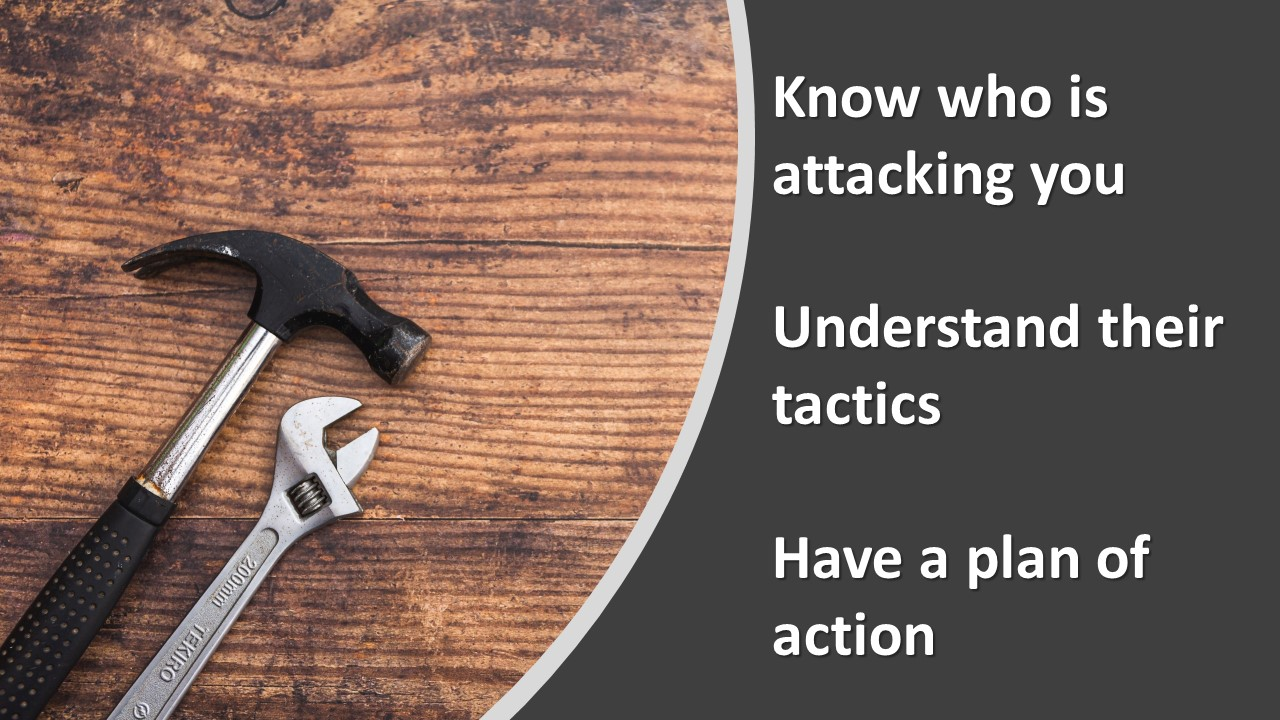 Know who is
attacking you
Understand their
tactics
Have a plan of
action
200mm
TEKIRO